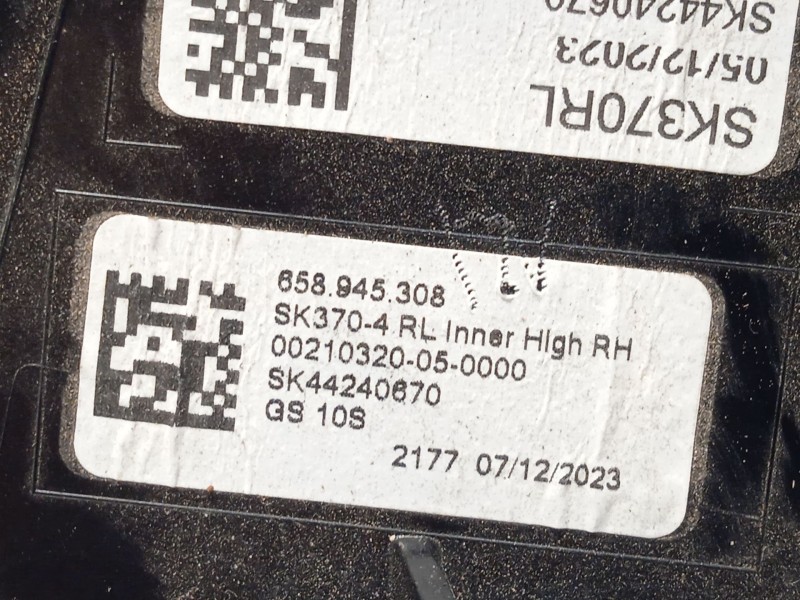 SK370RL
05/12/2023
SK44240670
658.945.308
SK370-4 RL Inner High RH
00210320-05-0000
SK44240670
GS 10S
2177 07/12/2023